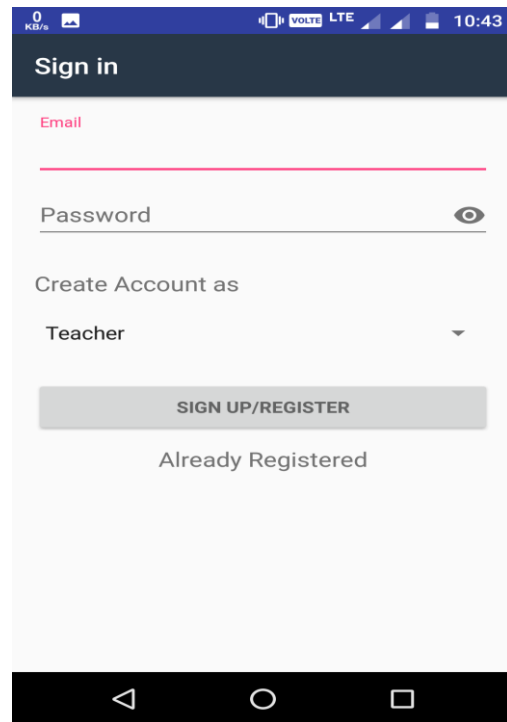 0
KB/s VOLTE LTE 10:43
Sign in
Email
Password
Create Account as
Teacher
SIGN UP/REGISTER
Already Registered